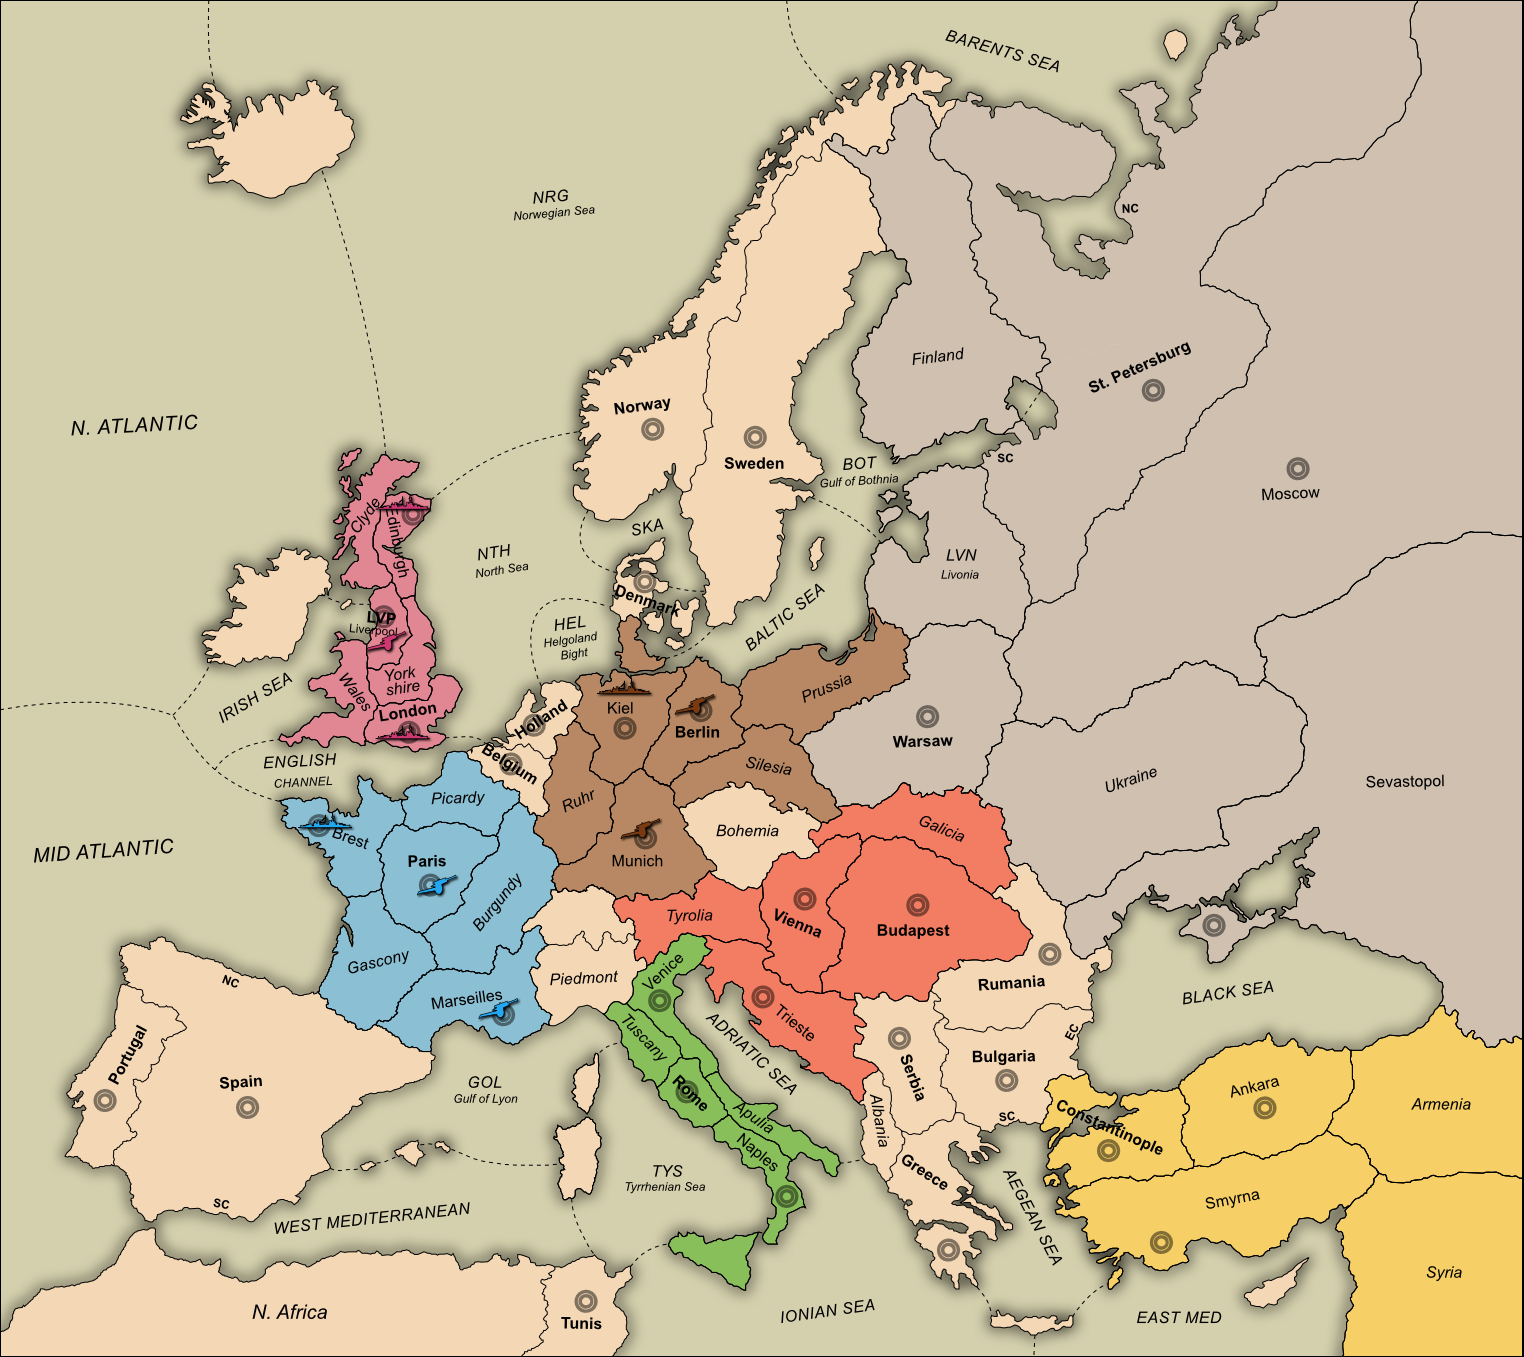 BARENTS SEA
NRG
Norwegian Sea
NC
Finland
St. Petersburg
N. ATLANTIC
Norway
Sweden
BOT
Gulf of Bothnia
SC
Moscow
Clyde
Edinburgh
SKA
NTH
North Sea
LVN
Livonia
Denmark
HEL
Helgoland
Bight
BALTIC SEA
LVP
Liverpool
IRISH SEA
Wales
York
shire
London
Prussia
Kiel
Berlin
Holland
Belgium
Warsaw
ENGLISH
CHANNEL
Ruhr
Silesia
Ukraine
Sevastopol
Picardy
Brest
Bohemia
Galicia
MID ATLANTIC
Paris
Munich
Burgundy
Tyrolia
Vienna
Budapest
Gascony
NC
Piedmont
Venice
Rumania
BLACK SEA
Marseilles
Trieste
Tuscany
ADRIATIC SEA
EC
Portugal
Spain
GOL
Gulf of Lyon
Rome
Serbia
Bulgaria
Ankara
Armenia
Apulia
Albania
SC
Constantinople
Naples
Greece
TYS
Tyrrhenian Sea
AEGEAN SEA
Smyrna
SC
WEST MEDITERRANEAN
Syria
N. Africa
Tunis
IONIAN SEA
EAST MED